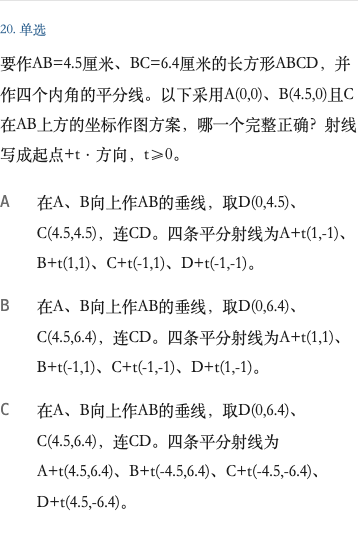 20. 单选
要作AB=4.5厘米、BC=6.4厘米的长方形ABCD，并
作四个内角的平分线。以下采用A(0,0)、B(4.5,0)且C
在AB上方的坐标作图方案，哪一个完整正确？射线
写成起点+t · 方向，t⩾0。
A 在A、B向上作AB的垂线，取D(0,4.5)、
C(4.5,4.5)，连CD。四条平分射线为A+t(1,-1)、
B+t(1,1)、C+t(-1,1)、D+t(-1,-1)。
B 在A、B向上作AB的垂线，取D(0,6.4)、
C(4.5,6.4)，连CD。四条平分射线为A+t(1,1)、
B+t(-1,1)、C+t(-1,-1)、D+t(1,-1)。
C 在A、B向上作AB的垂线，取D(0,6.4)、
C(4.5,6.4)，连CD。四条平分射线为
A+t(4.5,6.4)、B+t(-4.5,6.4)、C+t(-4.5,-6.4)、
D+t(4.5,-6.4)。